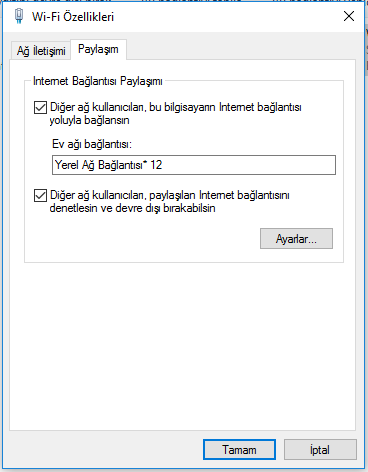 Wi-Fi Özellikleri
Ağ İletişimi
Paylaşım
Internet Bağlantısı Paylaşımı
Diğer ağ kullanıcıları, bu bilgisayarın Internet bağlantısı
yoluyla bağlansın
Ev ağı bağlantısı:
Yerel Ağ Bağlantısı* 12
Diğer ağ kullanıcıları, paylaşılan Internet bağlantısını
denetlesin ve devre dışı bırakabilsin
Ayarlar...
Tamam
İptal